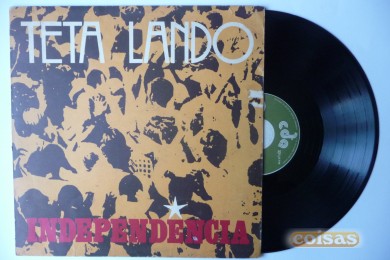 TETA LANDO
INDEPENDENCIA
cda
coisas